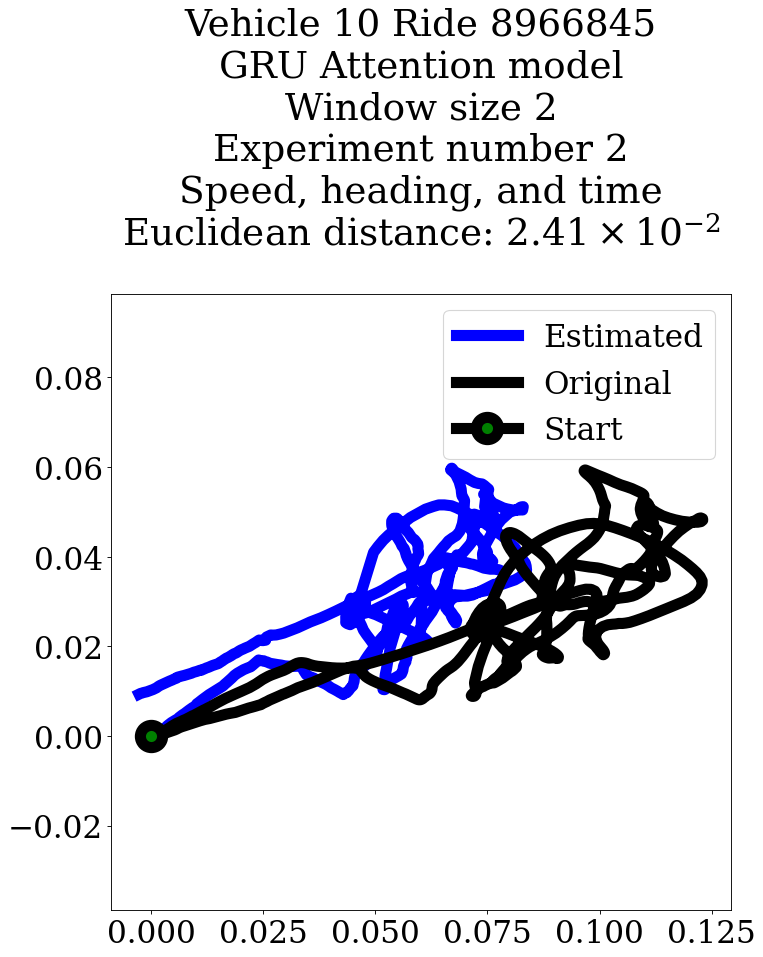 Vehicle 10 Ride 8966845
GRU Attention model
Window size 2
Experiment number 2
Speed, heading, and time
Euclidean distance: 2.41 × 10⁻²
Estimated
Original
Start
0.08
0.06
0.04
0.02
0.00
−0.02
0.000 0.025 0.050 0.075 0.100 0.125